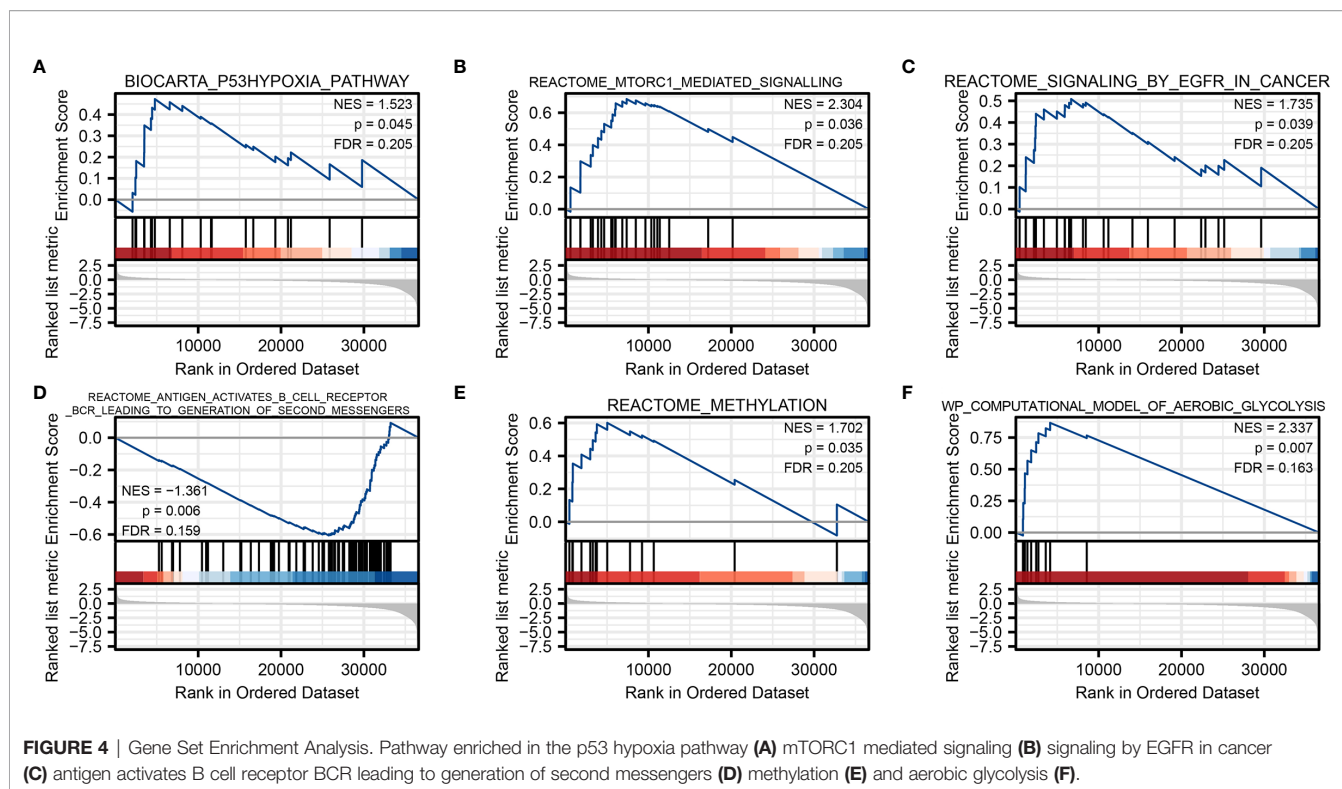 A
BIOCARTA_P53HYPOXIA_PATHWAY
NES = 1.523
p = 0.045
FDR = 0.205
Enrichment Score
0.4
0.3
0.2
0.1
0.0
Ranked list metric
2.5
0.0
−2.5
−5.0
−7.5
10000 20000 30000
Rank in Ordered Dataset
B
REACTOME_MTORC1_MEDIATED_SIGNALLING
NES = 2.304
p = 0.036
FDR = 0.205
Enrichment Score
0.6
0.4
0.2
0.0
Ranked list metric
2.5
0.0
−2.5
−5.0
−7.5
10000 20000 30000
Rank in Ordered Dataset
C
REACTOME_SIGNALING_BY_EGFR_IN_CANCER
NES = 1.735
p = 0.039
FDR = 0.205
Enrichment Score
0.5
0.4
0.3
0.2
0.1
0.0
Ranked list metric
2.5
0.0
−2.5
−5.0
−7.5
10000 20000 30000
Rank in Ordered Dataset
D
REACTOME_ANTIGEN_ACTIVATES_B_CELL_RECEPTOR
_BCR_LEADING_TO_GENERATION_OF_SECOND_MESSENGERS
NES = −1.361
p = 0.006
FDR = 0.159
Enrichment Score
0.0
−0.2
−0.4
−0.6
Ranked list metric
2.5
0.0
−2.5
−5.0
−7.5
10000 20000 30000
Rank in Ordered Dataset
E
REACTOME_METHYLATION
NES = 1.702
p = 0.035
FDR = 0.205
Enrichment Score
0.6
0.4
0.2
0.0
Ranked list metric
2.5
0.0
−2.5
−5.0
−7.5
10000 20000 30000
Rank in Ordered Dataset
F
WP_COMPUTATIONAL_MODEL_OF_AEROBIC_GLYCOLYSIS
NES = 2.337
p = 0.007
FDR = 0.163
Enrichment Score
0.75
0.50
0.25
0.00
Ranked list metric
2.5
0.0
−2.5
−5.0
−7.5
10000 20000 30000
Rank in Ordered Dataset
FIGURE 4 | Gene Set Enrichment Analysis. Pathway enriched in the p53 hypoxia pathway (A) mTORC1 mediated signaling (B) signaling by EGFR in cancer
(C) antigen activates B cell receptor BCR leading to generation of second messengers (D) methylation (E) and aerobic glycolysis (F).